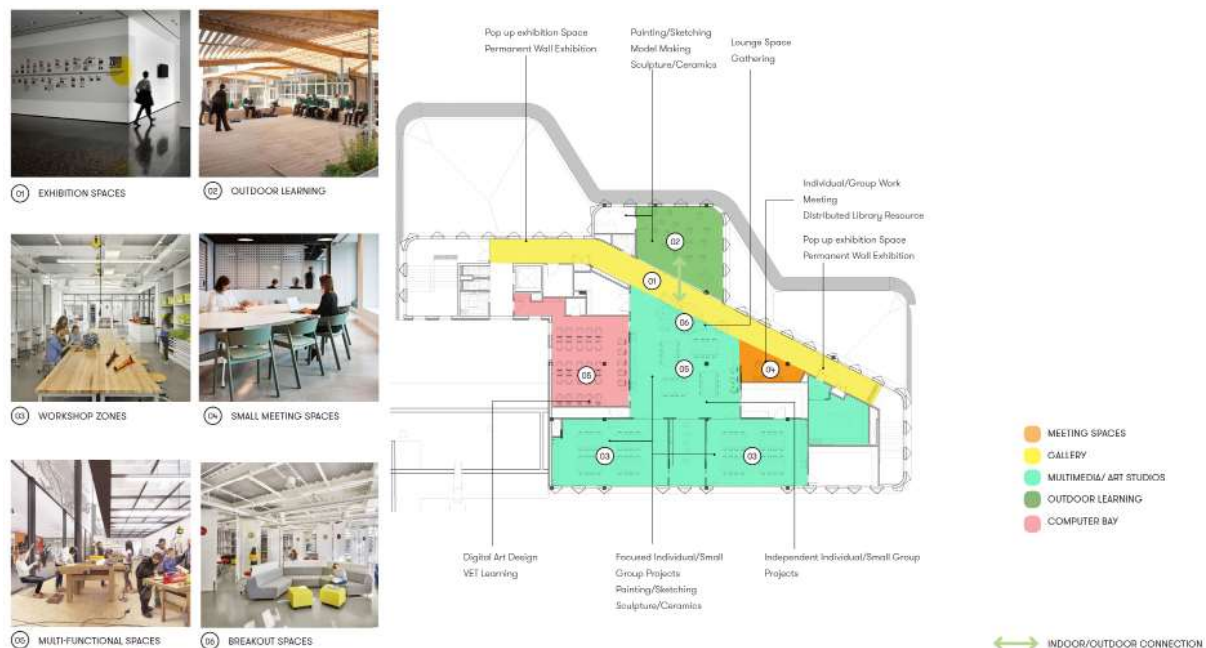 Pop up exhibition Space
Permanent Wall Exhibition
Painting/Sketching
Model Making
Sculpture/Ceramics
Lounge Space
Gathering
01 EXHIBITION SPACES
02 OUTDOOR LEARNING
Individual/Group Work
Meeting
Distributed Library Resource
Pop up exhibition Space
Permanent Wall Exhibition
02
01
06
05
04
05
03
03
03 WORKSHOP ZONES
04 SMALL MEETING SPACES
MEETING SPACES
GALLERY
MULTIMEDIA/ ART STUDIOS
OUTDOOR LEARNING
COMPUTER BAY
Digital Art Design
VET Learning
Focused Individual/Small
Group Projects
Painting/Sketching
Sculpture/Ceramics
Independent Individual/Small Group
Projects
05 MULTI-FUNCTIONAL SPACES
06 BREAKOUT SPACES
INDOOR/OUTDOOR CONNECTION